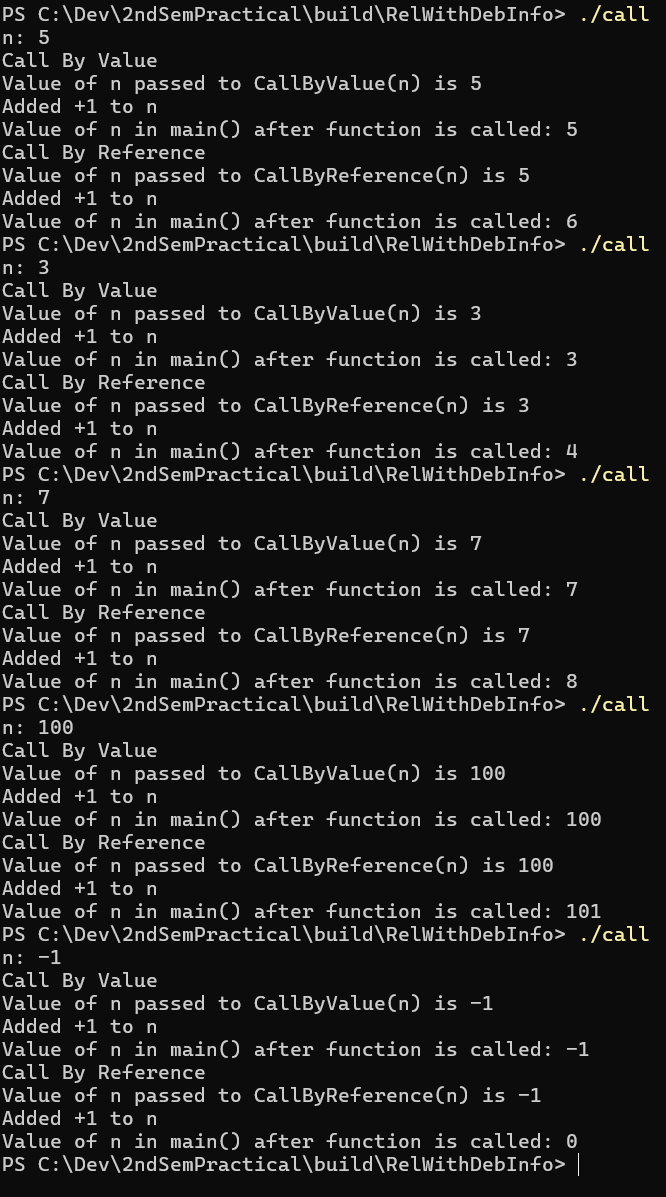 PS C:\Dev\2ndSemPractical\build\RelWithDebInfo> ./call
n: 5
Call By Value
Value of n passed to CallByValue(n) is 5
Added +1 to n
Value of n in main() after function is called: 5
Call By Reference
Value of n passed to CallByReference(n) is 5
Added +1 to n
Value of n in main() after function is called: 6
PS C:\Dev\2ndSemPractical\build\RelWithDebInfo> ./call
n: 3
Call By Value
Value of n passed to CallByValue(n) is 3
Added +1 to n
Value of n in main() after function is called: 3
Call By Reference
Value of n passed to CallByReference(n) is 3
Added +1 to n
Value of n in main() after function is called: 4
PS C:\Dev\2ndSemPractical\build\RelWithDebInfo> ./call
n: 7
Call By Value
Value of n passed to CallByValue(n) is 7
Added +1 to n
Value of n in main() after function is called: 7
Call By Reference
Value of n passed to CallByReference(n) is 7
Added +1 to n
Value of n in main() after function is called: 8
PS C:\Dev\2ndSemPractical\build\RelWithDebInfo> ./call
n: 100
Call By Value
Value of n passed to CallByValue(n) is 100
Added +1 to n
Value of n in main() after function is called: 100
Call By Reference
Value of n passed to CallByReference(n) is 100
Added +1 to n
Value of n in main() after function is called: 101
PS C:\Dev\2ndSemPractical\build\RelWithDebInfo> ./call
n: -1
Call By Value
Value of n passed to CallByValue(n) is -1
Added +1 to n
Value of n in main() after function is called: -1
Call By Reference
Value of n passed to CallByReference(n) is -1
Added +1 to n
Value of n in main() after function is called: 0
PS C:\Dev\2ndSemPractical\build\RelWithDebInfo>